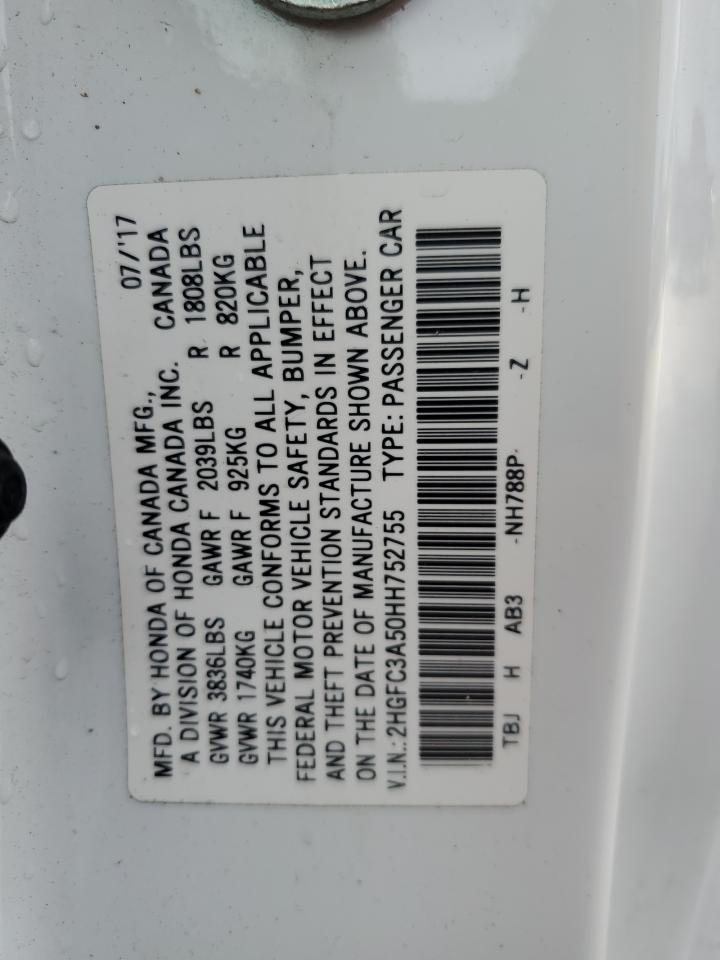 MFD. BY HONDA OF CANADA MFG., 07/'17
A DIVISION OF HONDA CANADA INC. CANADA
GVWR 3836LBS GAWR F 2039LBS R 1808LBS
GVWR 1740KG GAWR F 925KG R 820KG
THIS VEHICLE CONFORMS TO ALL APPLICABLE
FEDERAL MOTOR VEHICLE SAFETY, BUMPER,
AND THEFT PREVENTION STANDARDS IN EFFECT
ON THE DATE OF MANUFACTURE SHOWN ABOVE.
V.I.N.:2HGFC3A50HH752755 TYPE: PASSENGER CAR
TBJ H AB3 -NH788P- -Z -H